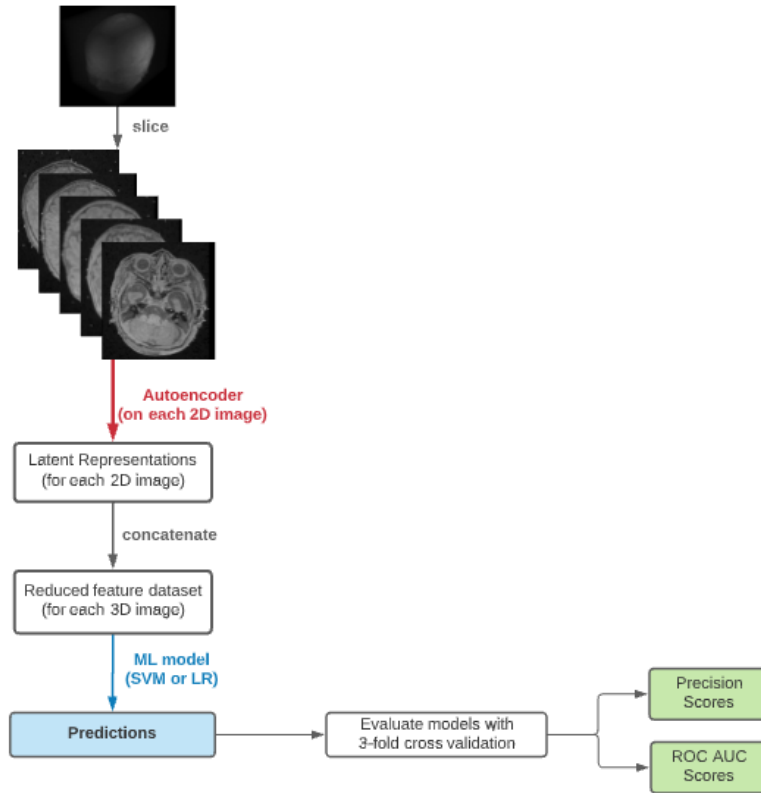 slice
Autoencoder
(on each 2D image)
Latent Representations
(for each 2D image)
concatenate
Reduced feature dataset
(for each 3D image)
ML model
(SVM or LR)
Predictions
Evaluate models with
3-fold cross validation
Precision
Scores
ROC AUC
Scores